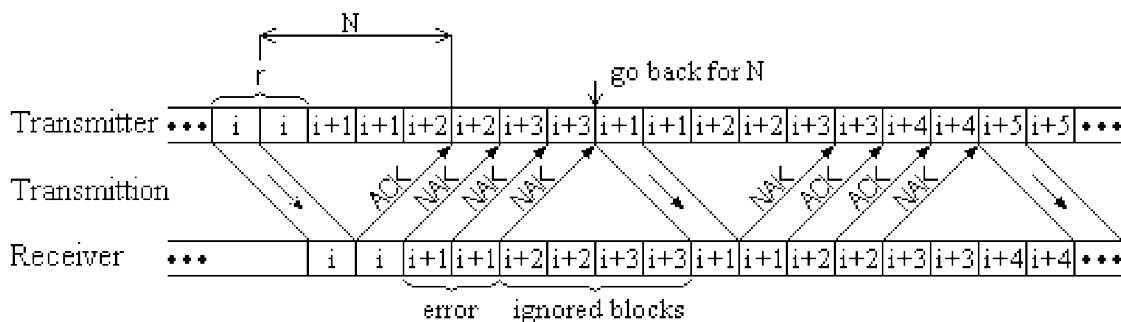 N
r
go back for N
Transmitter ••• i i i+1 i+1 i+2 i+2 i+3 i+3 i+1 i+1 i+2 i+2 i+3 i+3 i+4 i+4 i+5 i+5 •••
Transmittion ACK NAK NAK NAK NAK ACK ACK NAK
Receiver ••• i i i+1 i+1 i+2 i+2 i+3 i+3 i+1 i+1 i+2 i+2 i+3 i+3 i+4 i+4 •••
error ignored blocks